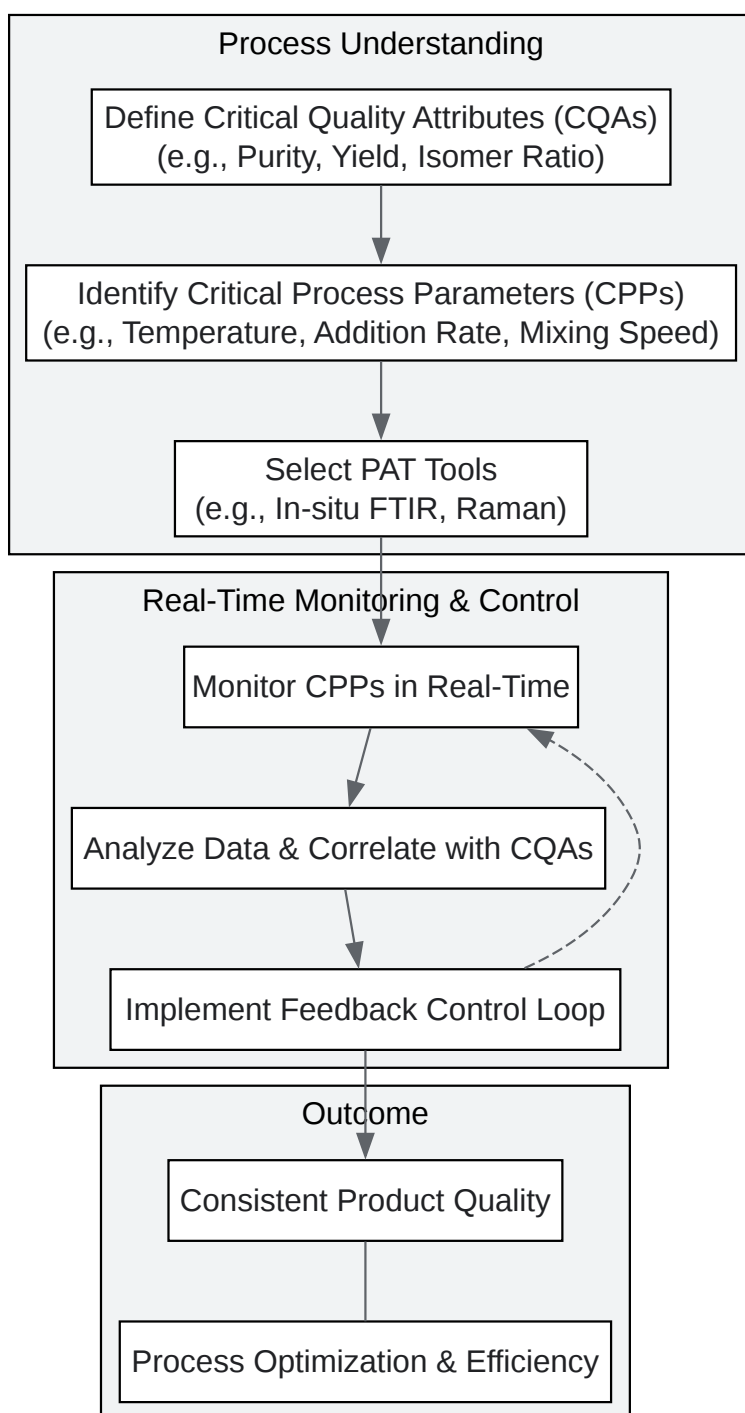 Process Understanding
Define Critical Quality Attributes (CQAs)
(e.g., Purity, Yield, Isomer Ratio)
Identify Critical Process Parameters (CPPs)
(e.g., Temperature, Addition Rate, Mixing Speed)
Select PAT Tools
(e.g., In-situ FTIR, Raman)
Real-Time Monitoring & Control
Monitor CPPs in Real-Time
Analyze Data & Correlate with CQAs
Implement Feedback Control Loop
Outcome
Consistent Product Quality
Process Optimization & Efficiency